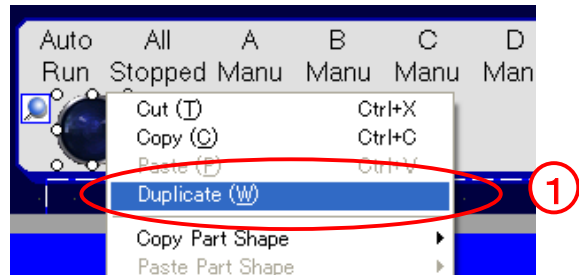 Auto All A B C D
Run Stopped Manu Manu Manu Man
Cut (T) Ctrl+X
Copy (C) Ctrl+C
Paste (P) Ctrl+V
Duplicate (W)
1
Copy Part Shape
Paste Part Shape